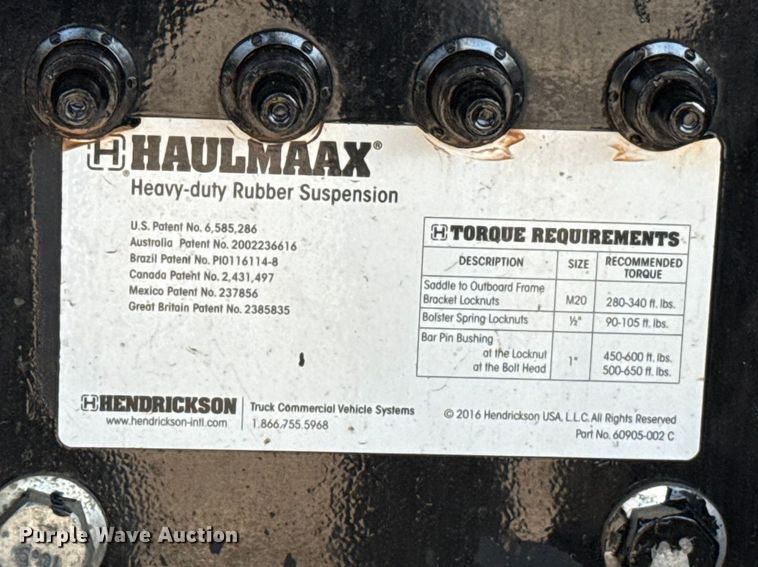 H HAULMAAX®
Heavy-duty Rubber Suspension
U.S. Patent No. 6,585,286
Australia Patent No. 2002236616
Brazil Patent No. PI0116114-8
Canada Patent No. 2,431,497
Mexico Patent No. 237856
Great Britain Patent No. 2385835
H TORQUE REQUIREMENTS
DESCRIPTION SIZE RECOMMENDED TORQUE
Saddle to Outboard Frame
Bracket Locknuts M20 280-340 ft. lbs.
Bolster Spring Locknuts ½" 90-105 ft. lbs.
Bar Pin Bushing
at the Locknut 1" 450-600 ft. lbs.
at the Bolt Head 500-650 ft. lbs.
H HENDRICKSON
www.hendrickson-intl.com
Truck Commercial Vehicle Systems
1.866.755.5968
© 2016 Hendrickson USA, L.L.C. All Rights Reserved
Part No. 60905-002 C
Purple Wave Auction